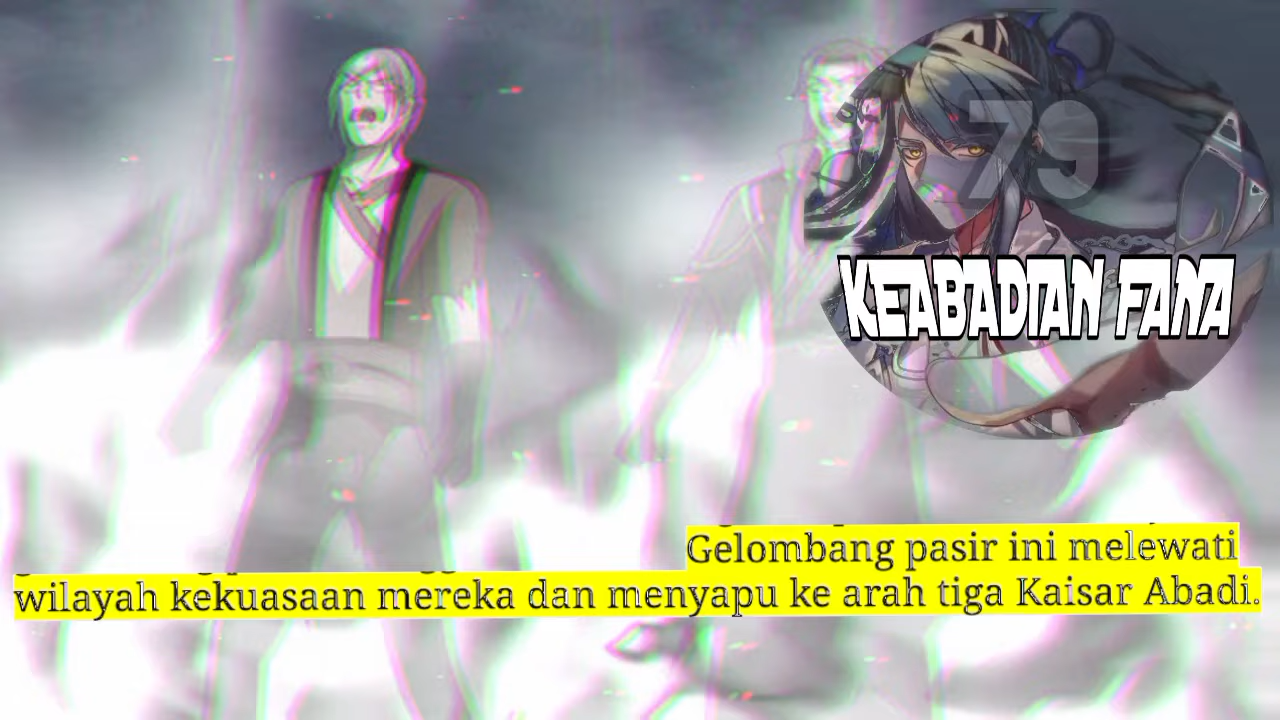 79
KEABADIAN FANA
Gelombang pasir ini melewati
wilayah kekuasaan mereka dan menyapu ke arah tiga Kaisar Abadi.